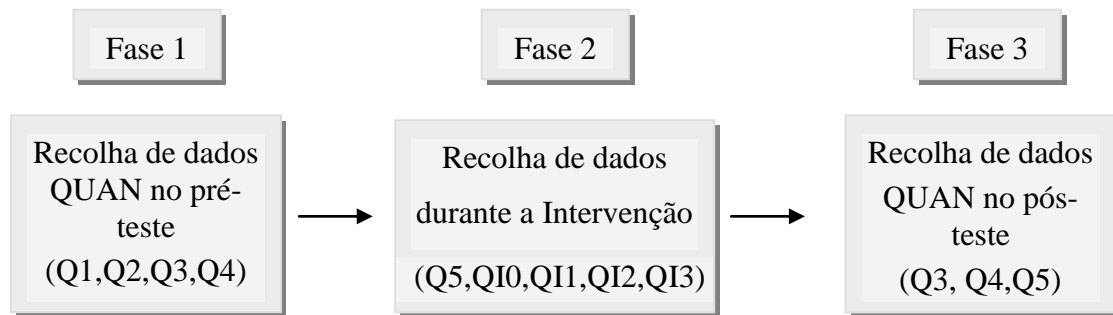 Fase 1
Fase 2
Fase 3
Recolha de dados
QUAN no pré-
teste
(Q1,Q2,Q3,Q4)
Recolha de dados
durante a Intervenção
(Q5,QI0,QI1,QI2,QI3)
Recolha de dados
QUAN no pós-
teste
(Q3, Q4,Q5)